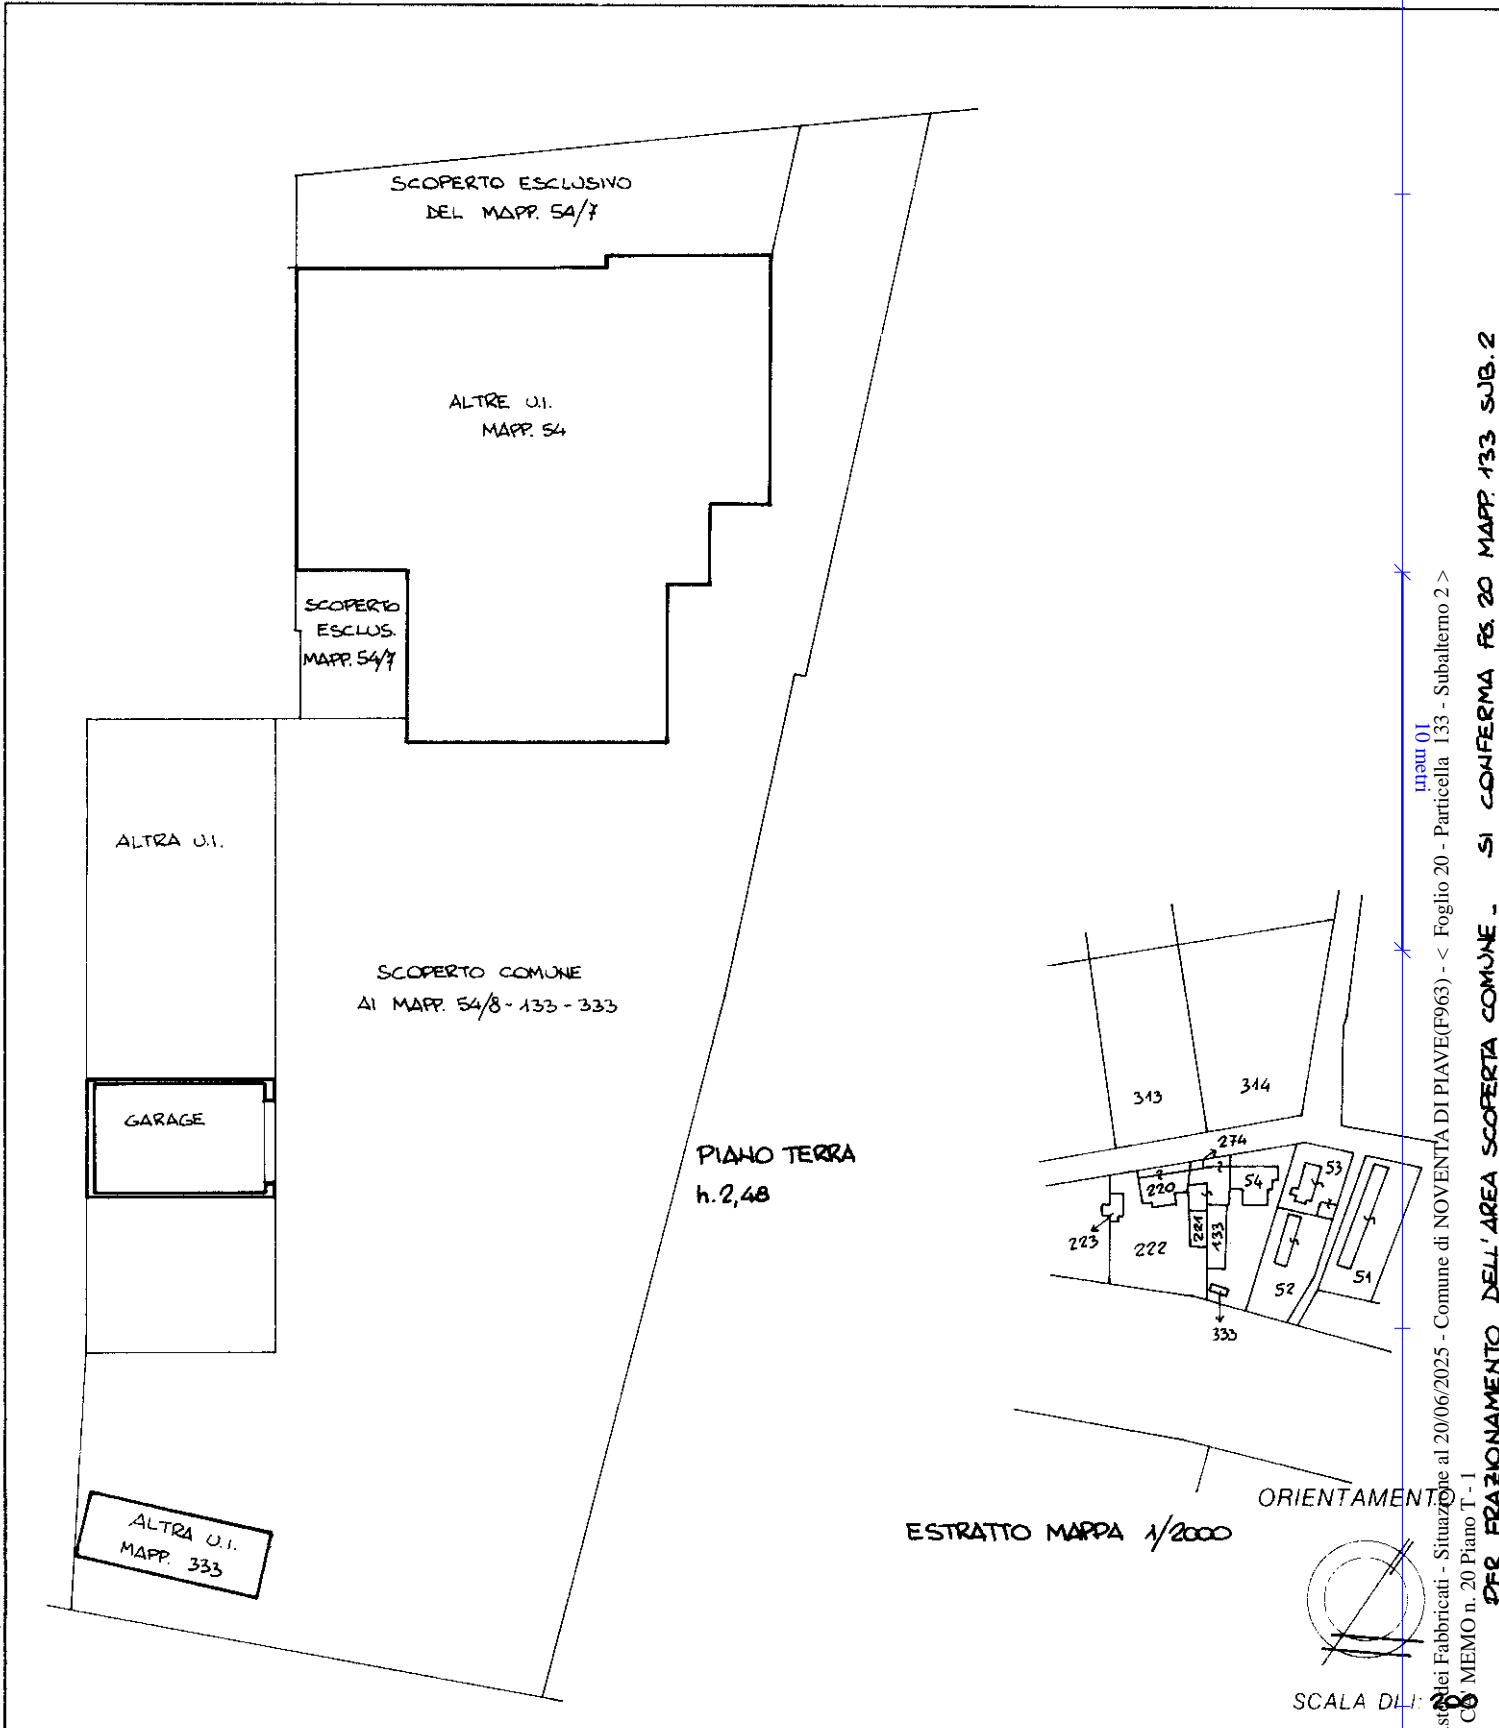 SCOPERTO ESCLUSIVO
DEL MAPP. 54/7
ALTRE U.I.
MAPP. 54
SCOPERTO
ESCLUS.
MAPP. 54/7
ALTRA U.I.
SCOPERTO COMUNE
AI MAPP. 54/8 - 133 - 333
GARAGE
PIANO TERRA
h. 2,48
ALTRA U.I.
MAPP. 333
313
314
274
220
54
53
223
222
221
133
52
51
333
ESTRATTO MAPPA 1/2000
ORIENTAMENTO
SCALA DI 1: 200
10 metri
dei Fabbricati - Situazione al 20/06/2025 - Comune di NOVENTA DI PIAVE(F963) - < Foglio 20 - Particella 133 - Subalterno 2 >
CA' MEMO n. 20 Piano T - 1
PER FRAZIONAMENTO DELL'AREA SCOPERTA COMUNE - SI CONFERMA FG. 20 MAPP. 133 SUB. 2